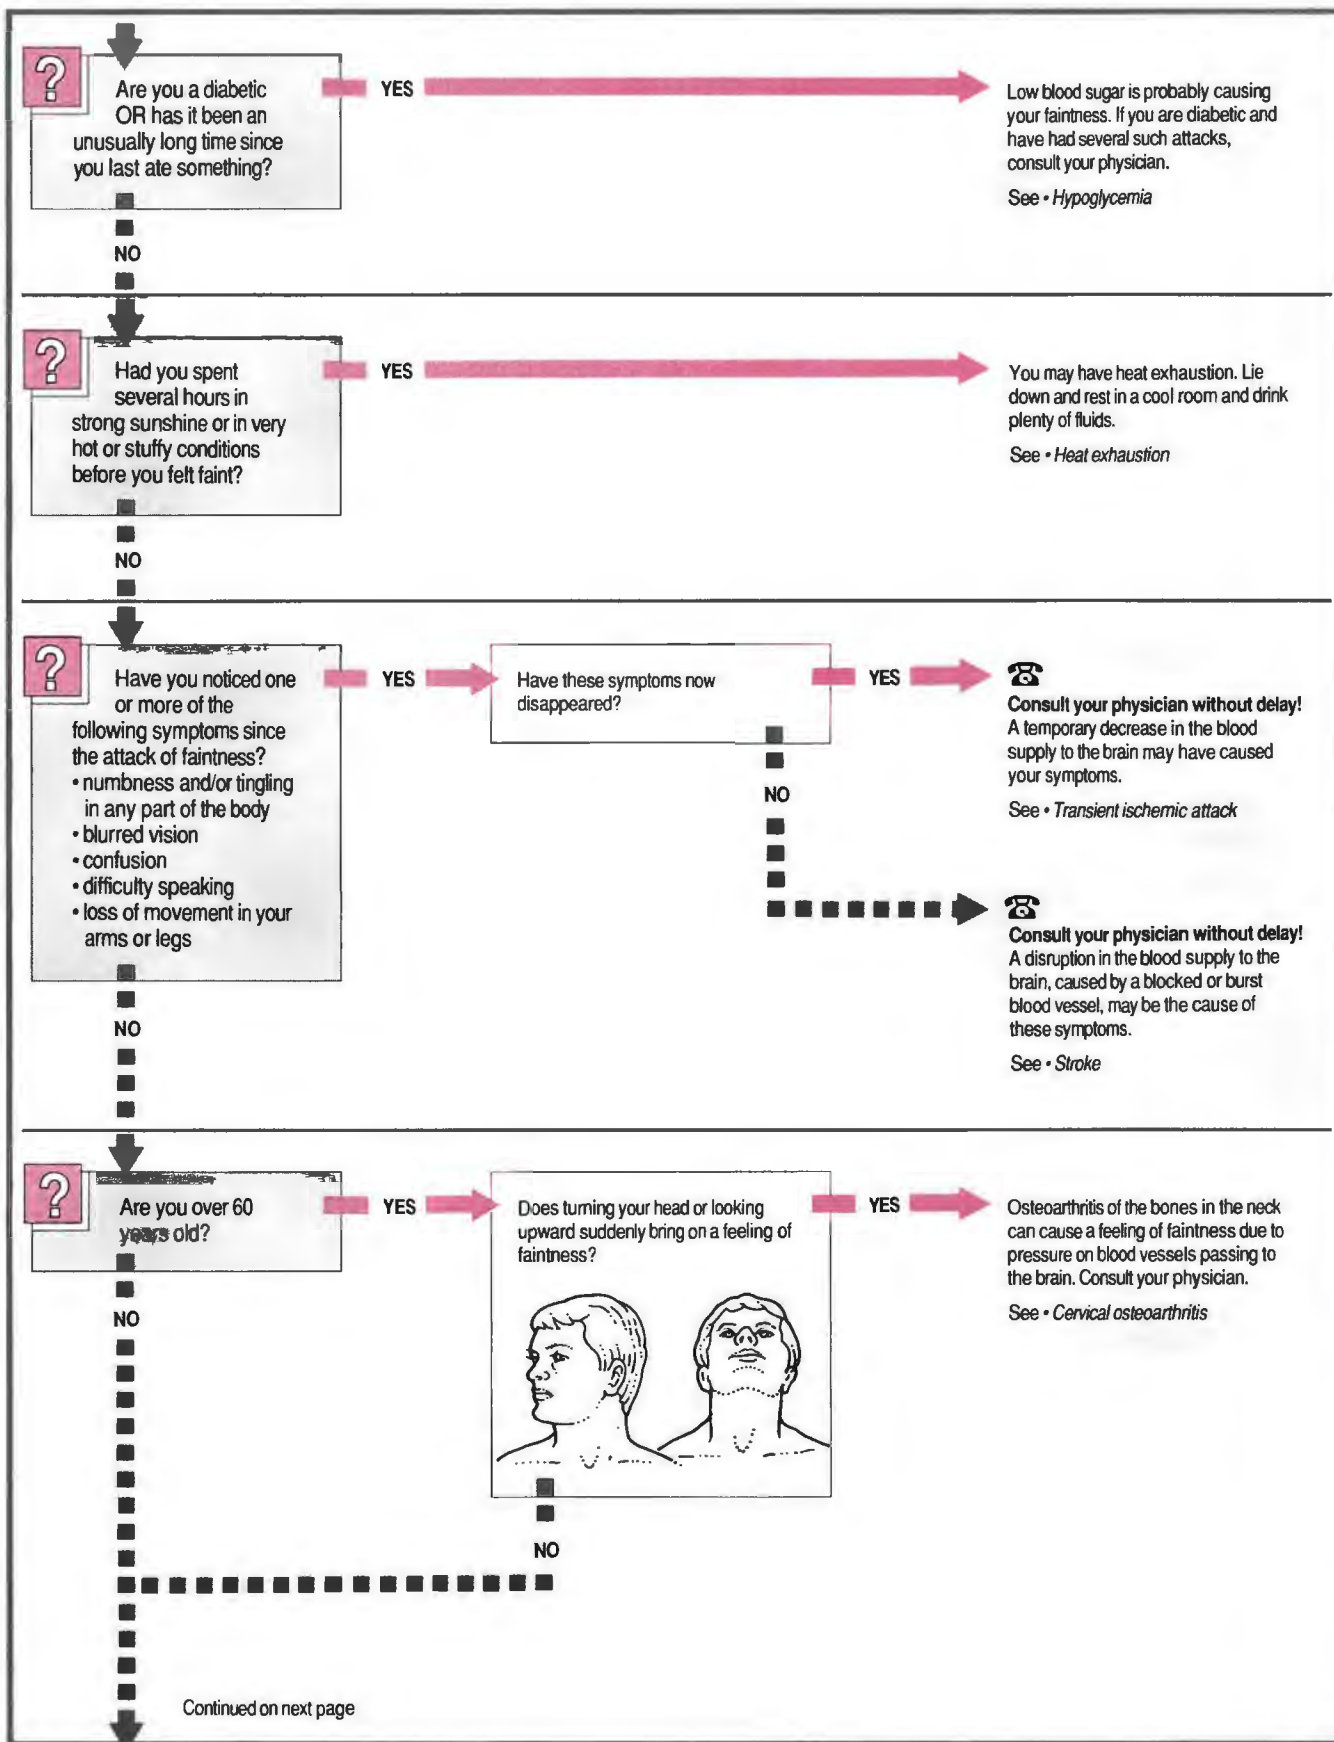 ?
Are you a diabetic
OR has it been an
unusually long time since
you last ate something?
YES
Low blood sugar is probably causing
your faintness. If you are diabetic and
have had several such attacks,
consult your physician.
See • Hypoglycemia
NO
?
Had you spent
several hours in
strong sunshine or in very
hot or stuffy conditions
before you felt faint?
YES
You may have heat exhaustion. Lie
down and rest in a cool room and drink
plenty of fluids.
See • Heat exhaustion
NO
?
Have you noticed one
or more of the
following symptoms since
the attack of faintness?
• numbness and/or tingling
in any part of the body
• blurred vision
• confusion
• difficulty speaking
• loss of movement in your
arms or legs
YES
Have these symptoms now
disappeared?
YES
Consult your physician without delay!
A temporary decrease in the blood
supply to the brain may have caused
your symptoms.
See • Transient ischemic attack
NO
Consult your physician without delay!
A disruption in the blood supply to the
brain, caused by a blocked or burst
blood vessel, may be the cause of
these symptoms.
See • Stroke
NO
?
Are you over 60
years old?
YES
Does turning your head or looking
upward suddenly bring on a feeling of
faintness?
YES
Osteoarthritis of the bones in the neck
can cause a feeling of faintness due to
pressure on blood vessels passing to
the brain. Consult your physician.
See • Cervical osteoarthritis
NO
NO
Continued on next page